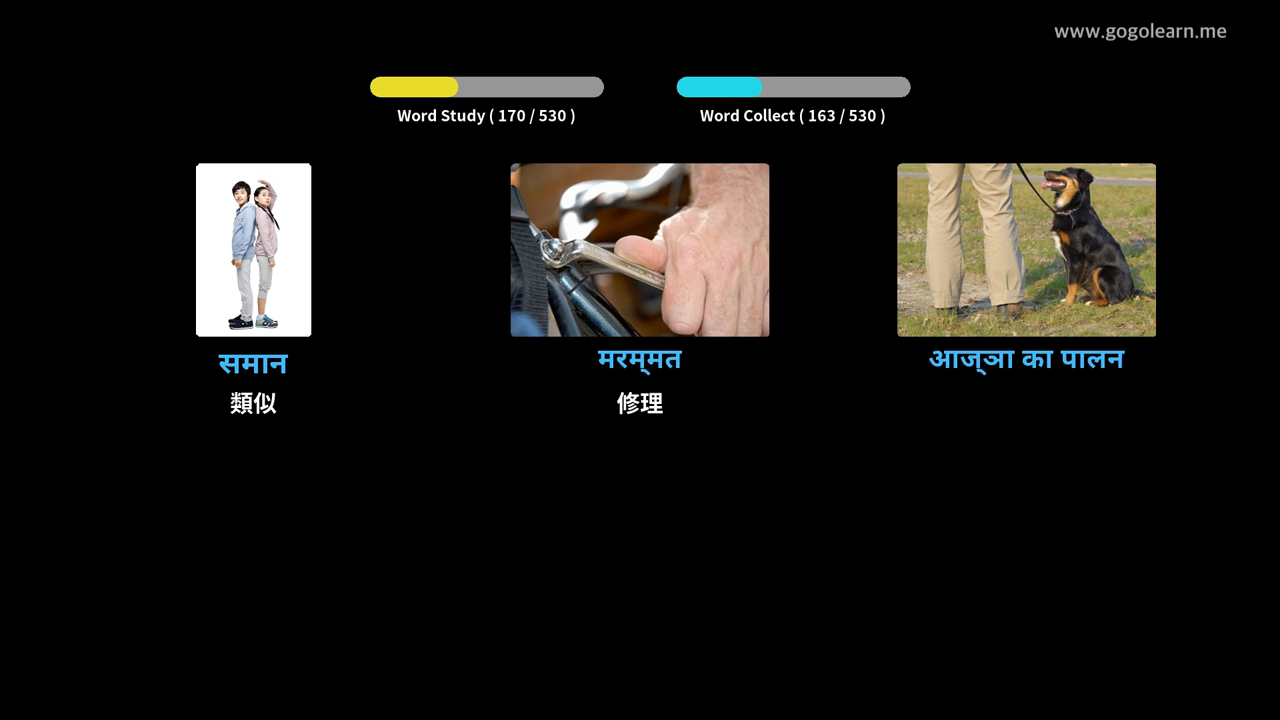 www.gogolearn.me
Word Study ( 170 / 530 )
Word Collect ( 163 / 530 )
समान
मरम्मत
आज्ञा का पालन
類似
修理